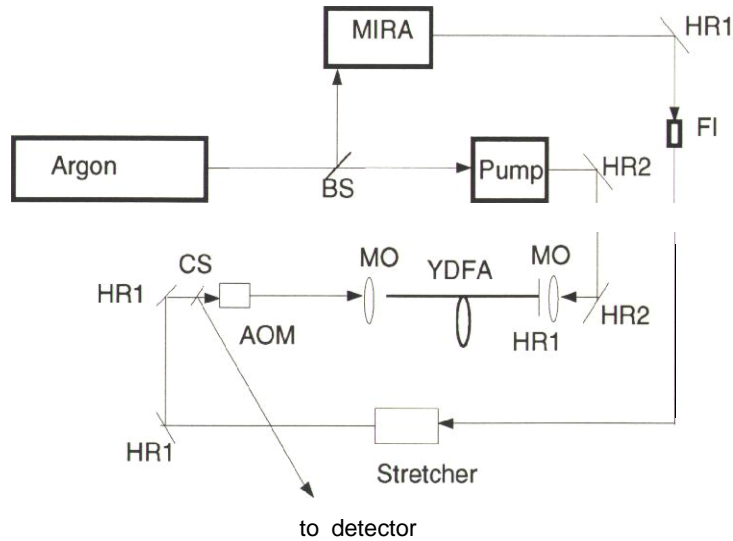 MIRA
HR1
FI
Argon
BS
Pump
HR2
CS
MO
YDFA
MO
HR1
AOM
HR1
HR2
HR1
Stretcher
to detector